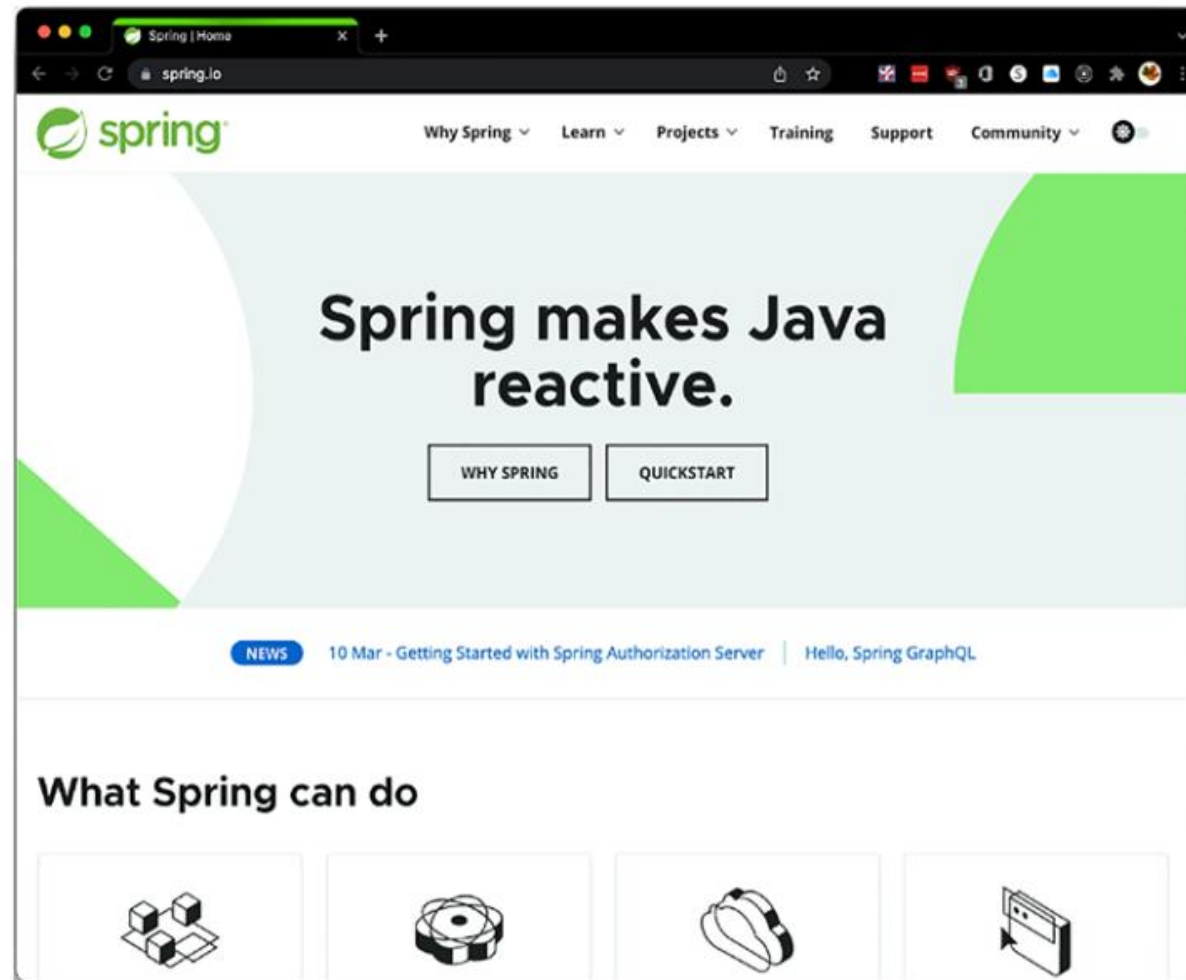 Spring | Home
spring.io
spring
Why Spring Learn Projects Training Support Community
Spring makes Java
reactive.
WHY SPRING QUICKSTART
NEWS 10 Mar - Getting Started with Spring Authorization Server Hello, Spring GraphQL
What Spring can do